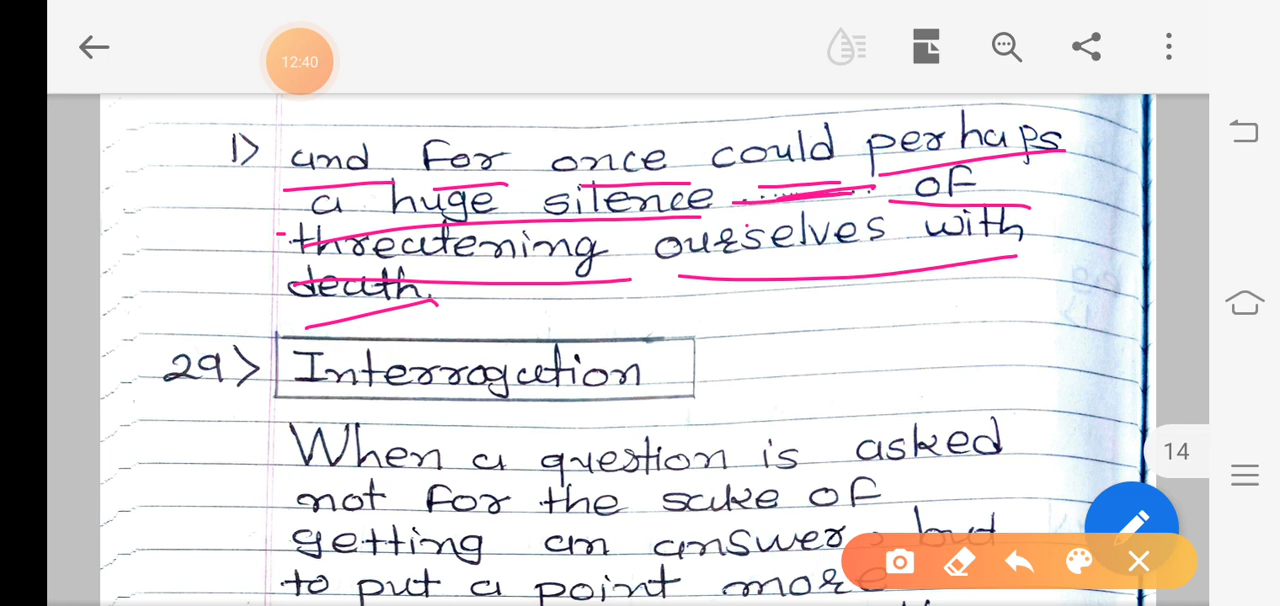 12:40
1> and for once could perhaps
a huge silence ........... of
threatening ourselves with
death.
29> Interrogation
When a question is asked
not for the sake of
getting an answer, but
to put a point more
14